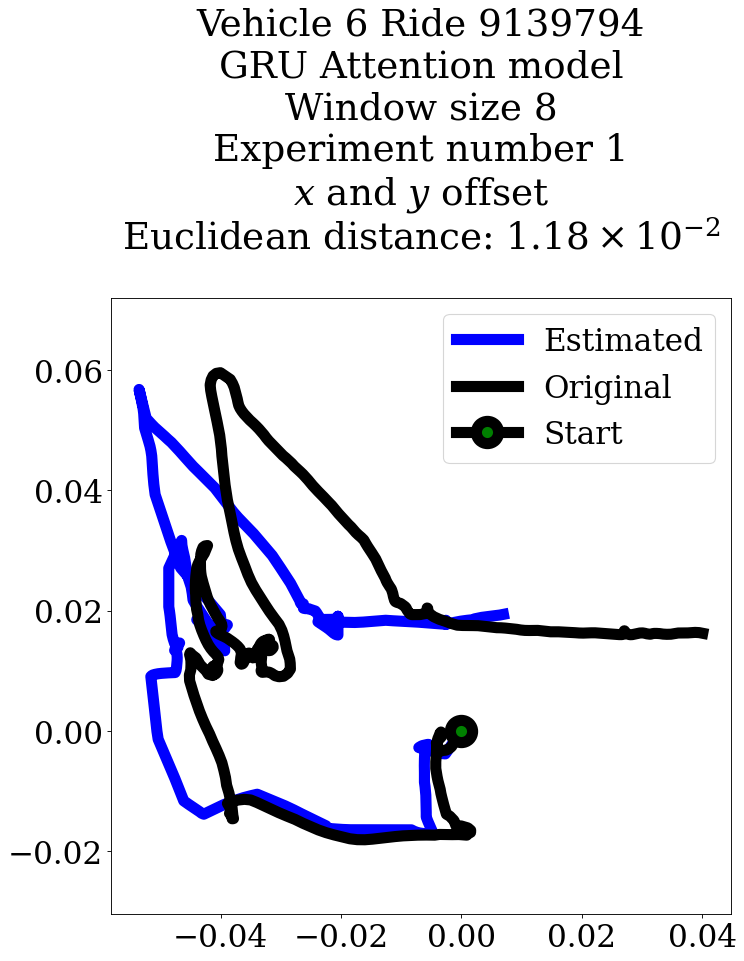 Vehicle 6 Ride 9139794
GRU Attention model
Window size 8
Experiment number 1
x and y offset
Euclidean distance: 1.18 × 10⁻²
Estimated
Original
Start
0.06
0.04
0.02
0.00
−0.02
−0.04 −0.02 0.00 0.02 0.04